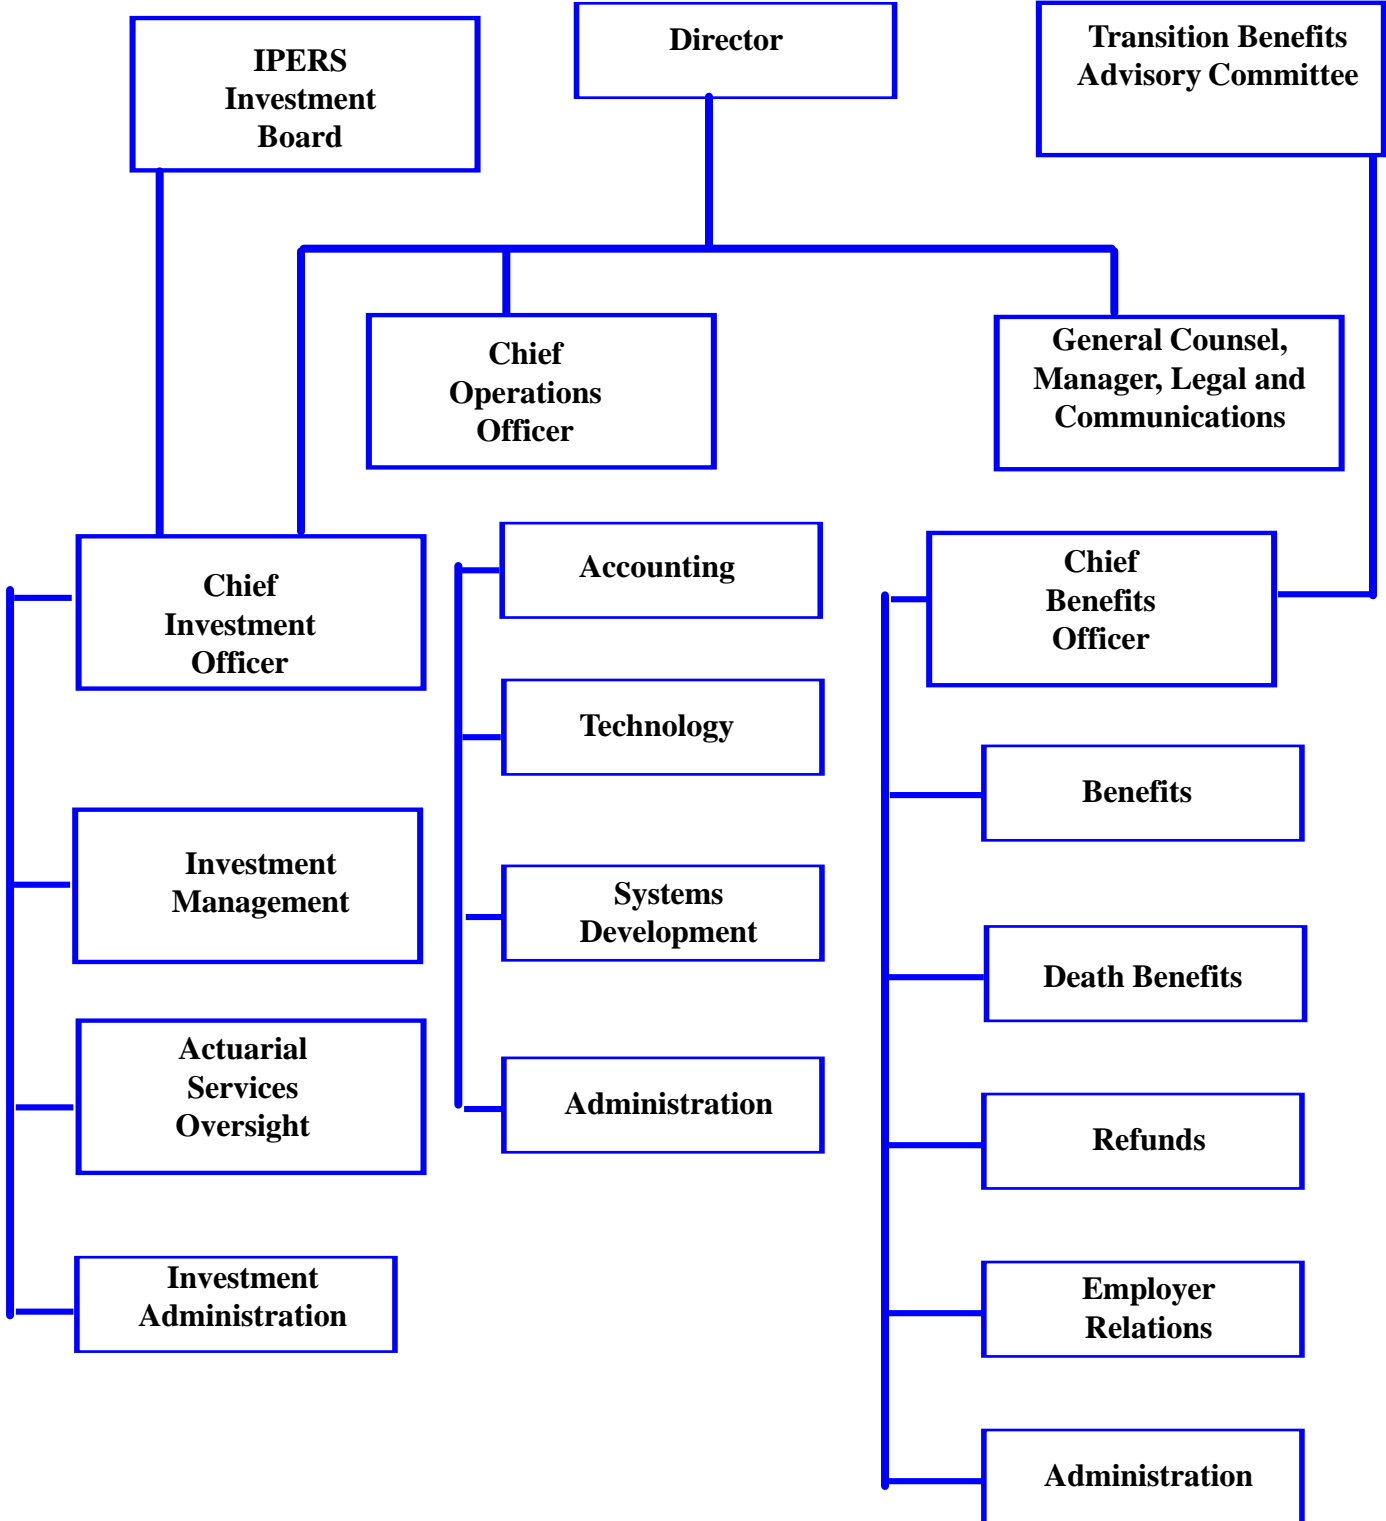 IPERS
Investment
Board
Director
Transition Benefits
Advisory Committee
Chief
Operations
Officer
General Counsel,
Manager, Legal and
Communications
Chief
Investment
Officer
Accounting
Chief
Benefits
Officer
Technology
Benefits
Investment
Management
Systems
Development
Death Benefits
Actuarial
Services
Oversight
Administration
Refunds
Investment
Administration
Employer
Relations
Administration